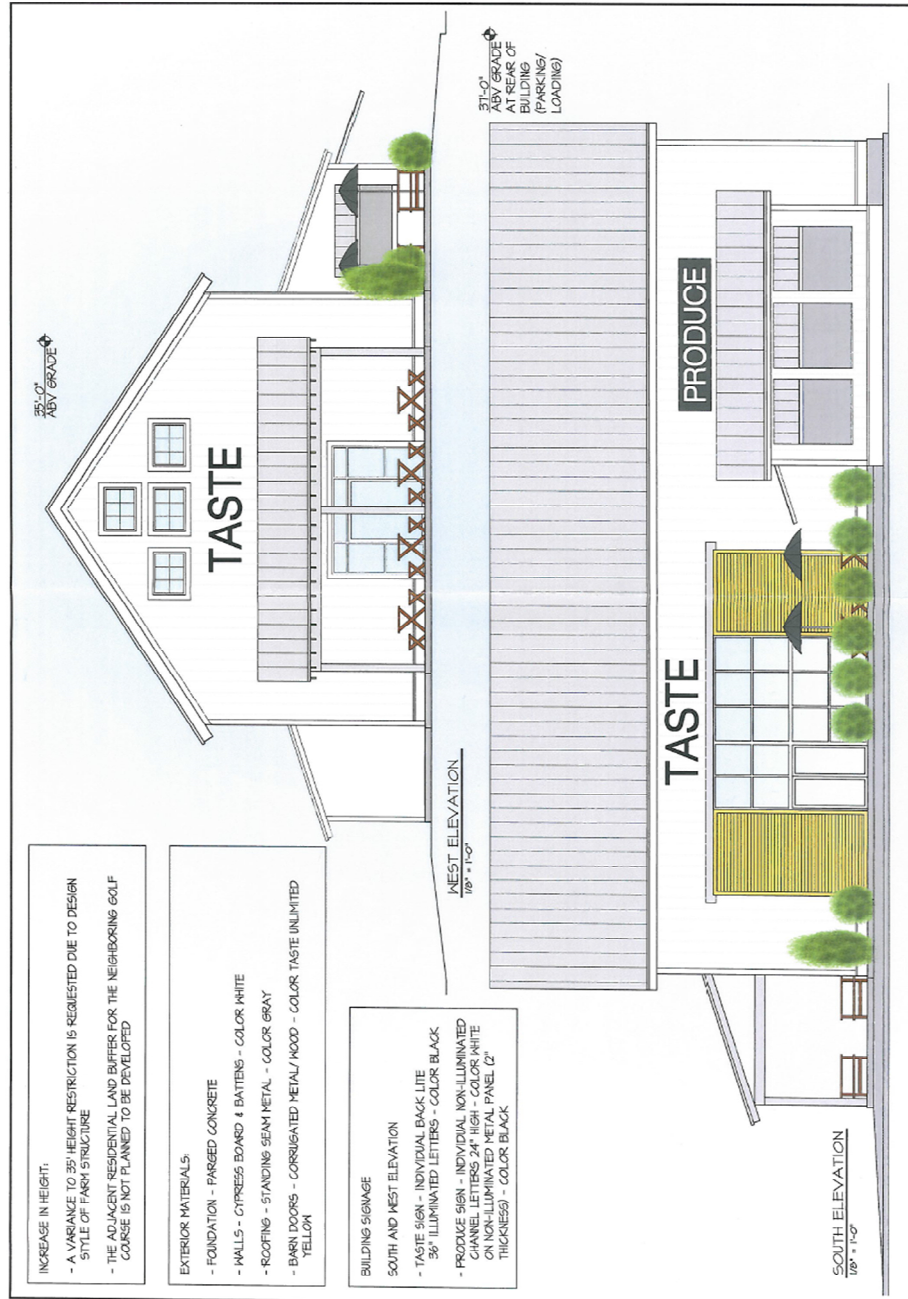 INCREASE IN HEIGHT:
- A VARIANCE TO 35' HEIGHT RESTRICTION IS REQUESTED DUE TO DESIGN
STYLE OF FARM STRUCTURE
- THE ADJACENT RESIDENTIAL LAND BUFFER FOR THE NEIGHBORING GOLF
COURSE IS NOT PLANNED TO BE DEVELOPED
EXTERIOR MATERIALS:
- FOUNDATION - PARGED CONCRETE
- WALLS - CYPRESS BOARD & BATTENS - COLOR WHITE
- ROOFING - STANDING SEAM METAL - COLOR GRAY
- BARN DOORS - CORRUGATED METAL/ WOOD - COLOR TASTE UNLIMITED
YELLOW
BUILDING SIGNAGE
SOUTH AND WEST ELEVATION
- TASTE SIGN - INDIVIDUAL BACK LITE
36" ILLUMINATED LETTERS - COLOR BLACK
- PRODUCE SIGN - INDIVIDUAL NON-ILLUMINATED
CHANNEL LETTERS 24" HIGH - COLOR WHITE
ON NON-ILLUMINATED METAL PANEL (2"
THICKNESS) - COLOR BLACK
35'-0"
ABV GRADE
TASTE
WEST ELEVATION
1/8" = 1'-0"
37'-0"
ABV GRADE
AT REAR OF
BUILDING
(PARKING/
LOADING)
TASTE
PRODUCE
SOUTH ELEVATION
1/8" = 1'-0"